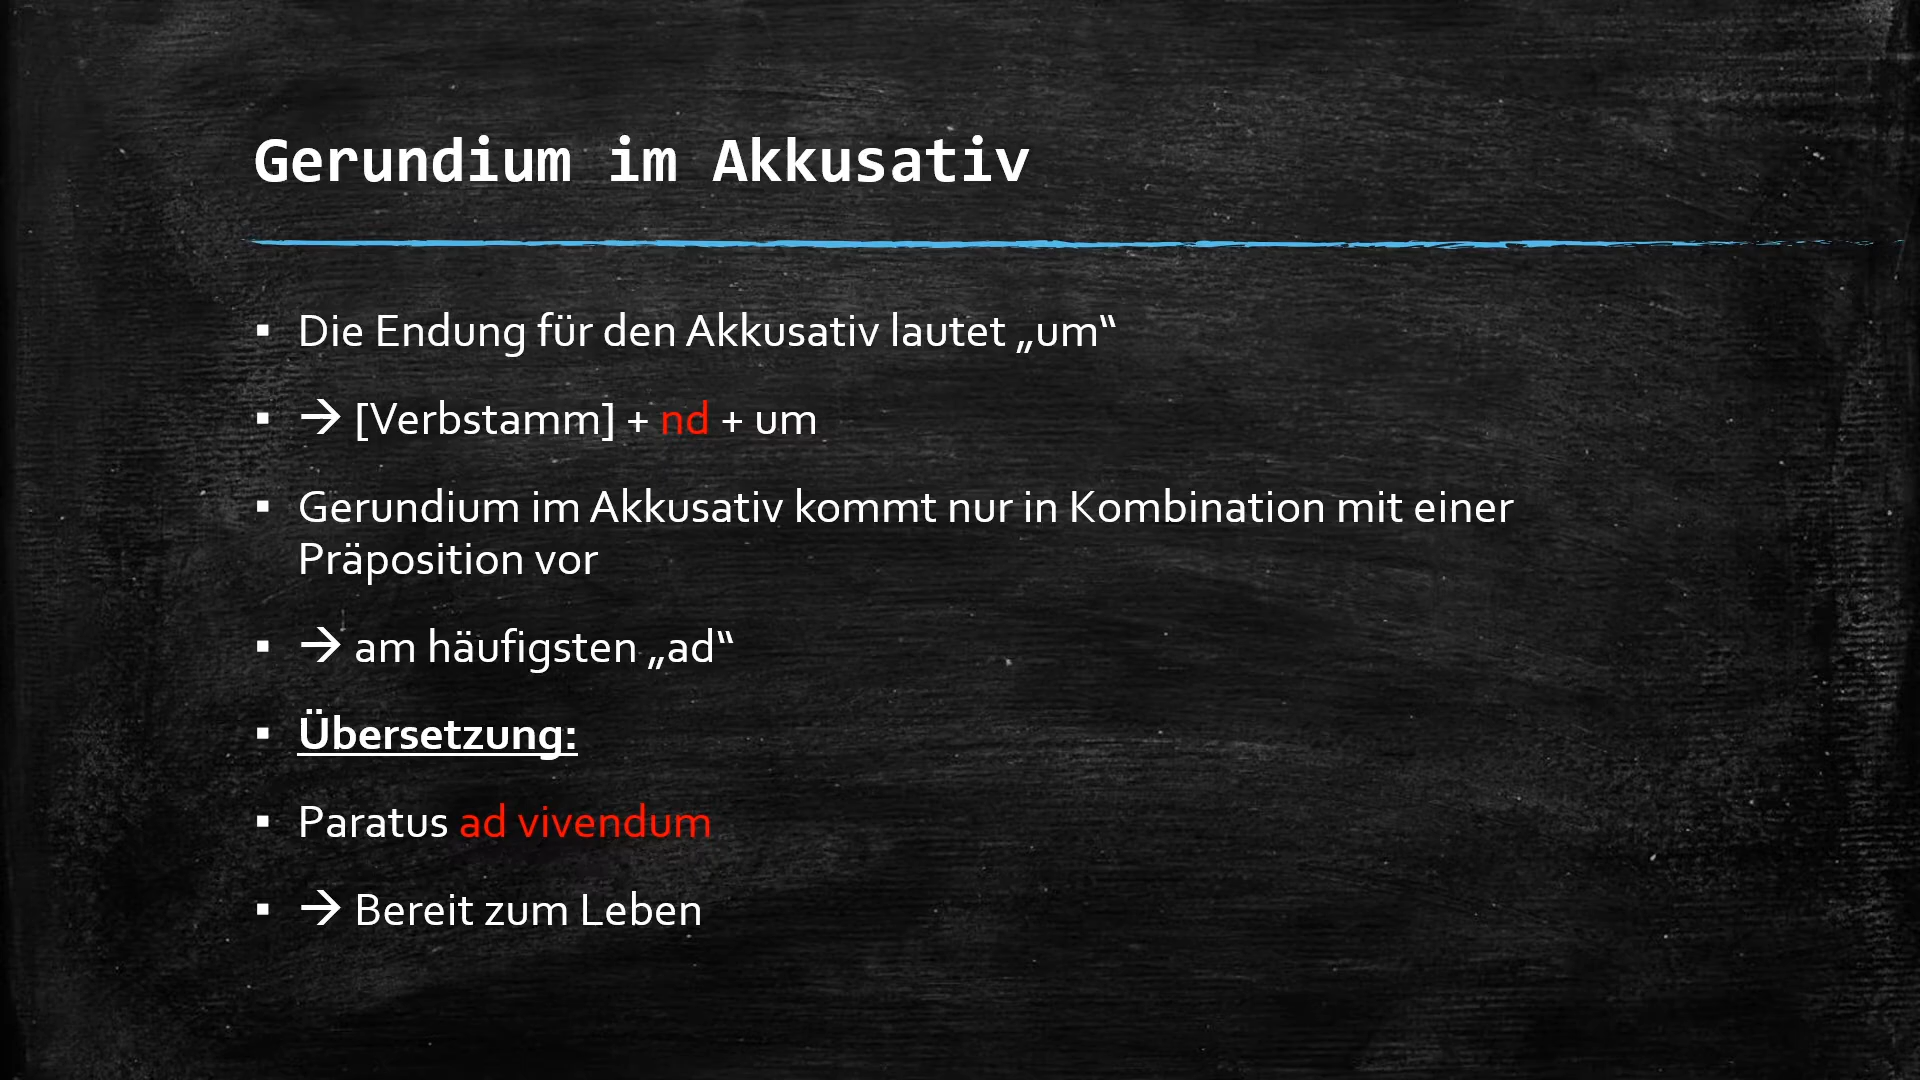 Gerundium im Akkusativ
▪ Die Endung für den Akkusativ lautet „um“
▪ → [Verbstamm] + nd + um
▪ Gerundium im Akkusativ kommt nur in Kombination mit einer
Präposition vor
▪ → am häufigsten „ad“
▪ Übersetzung:
▪ Paratus ad vivendum
▪ → Bereit zum Leben